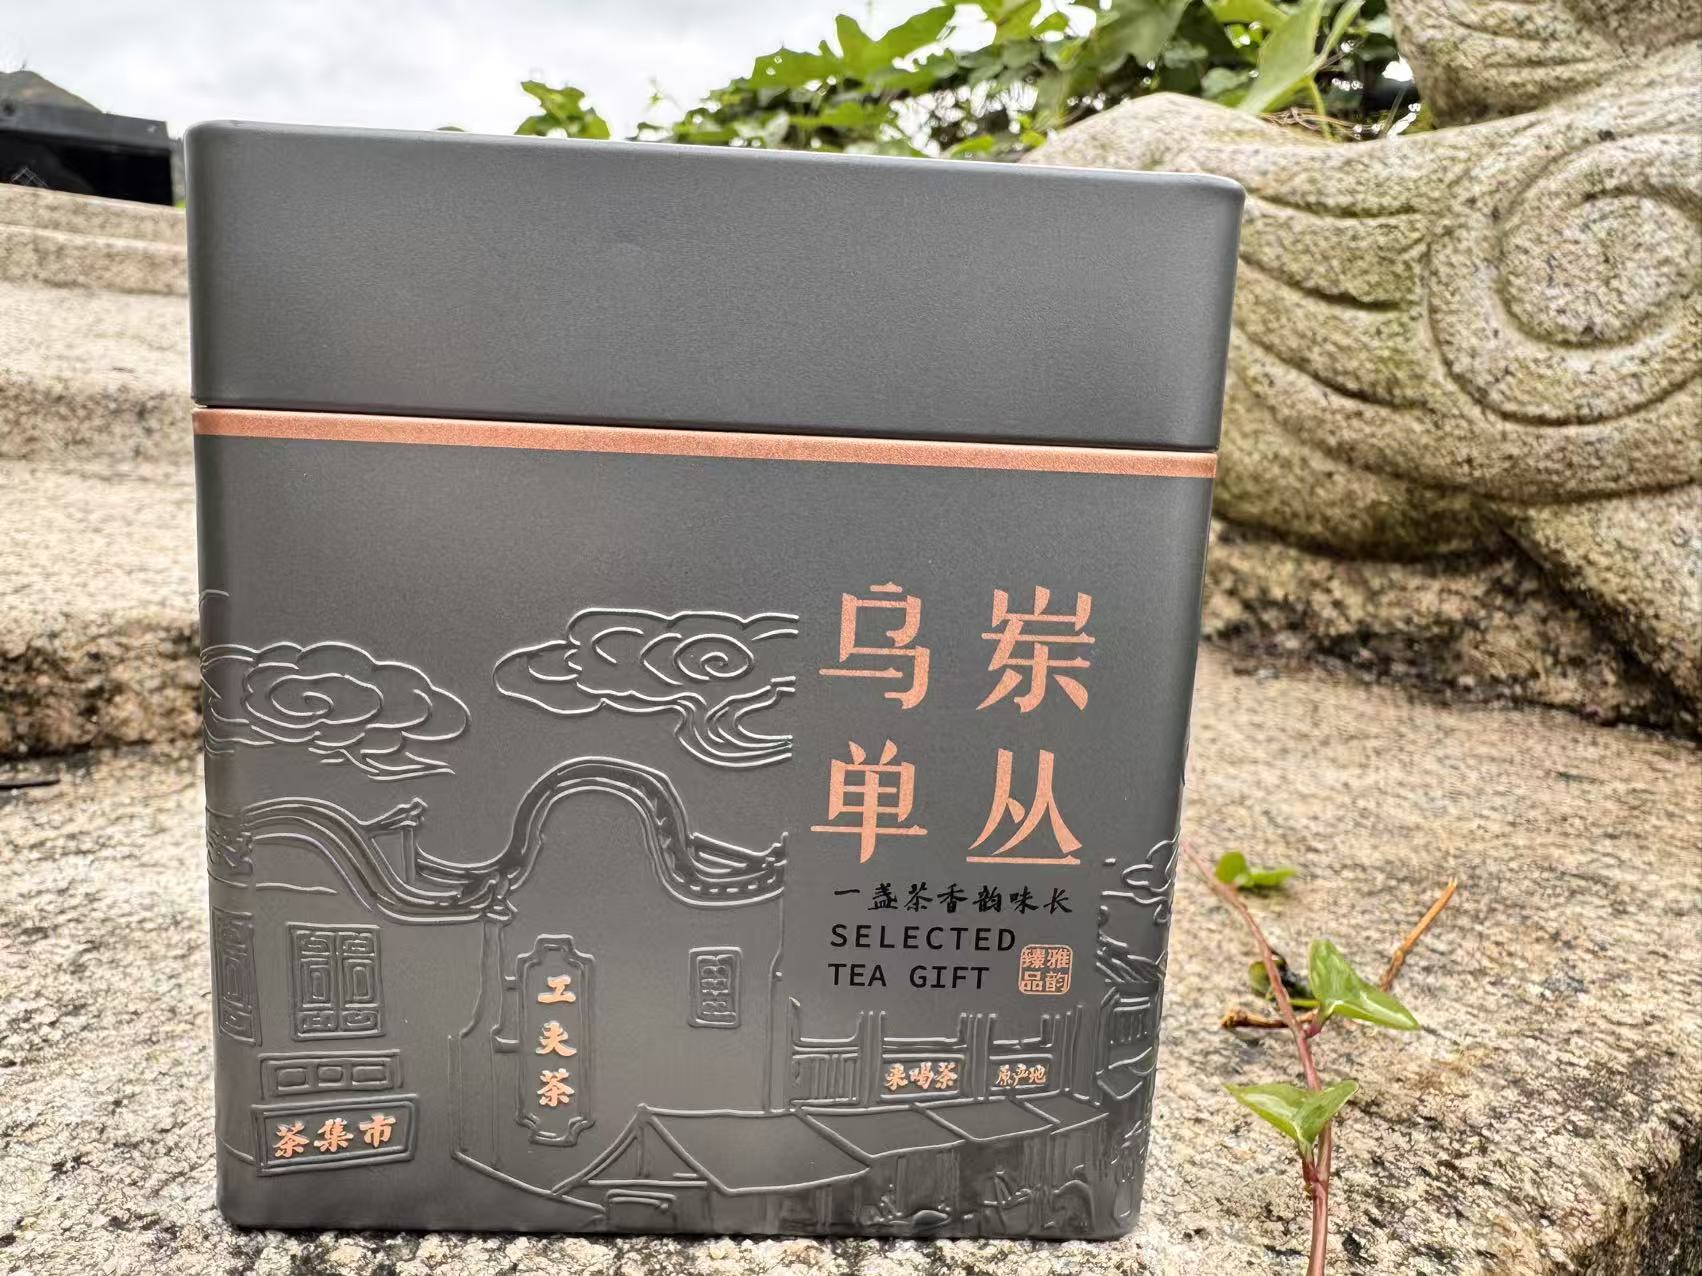 乌岽
单丛
一盏茶香韵味长
SELECTED
TEA GIFT
雅韵
臻品
工夫茶
来喝茶
原产地
茶集市